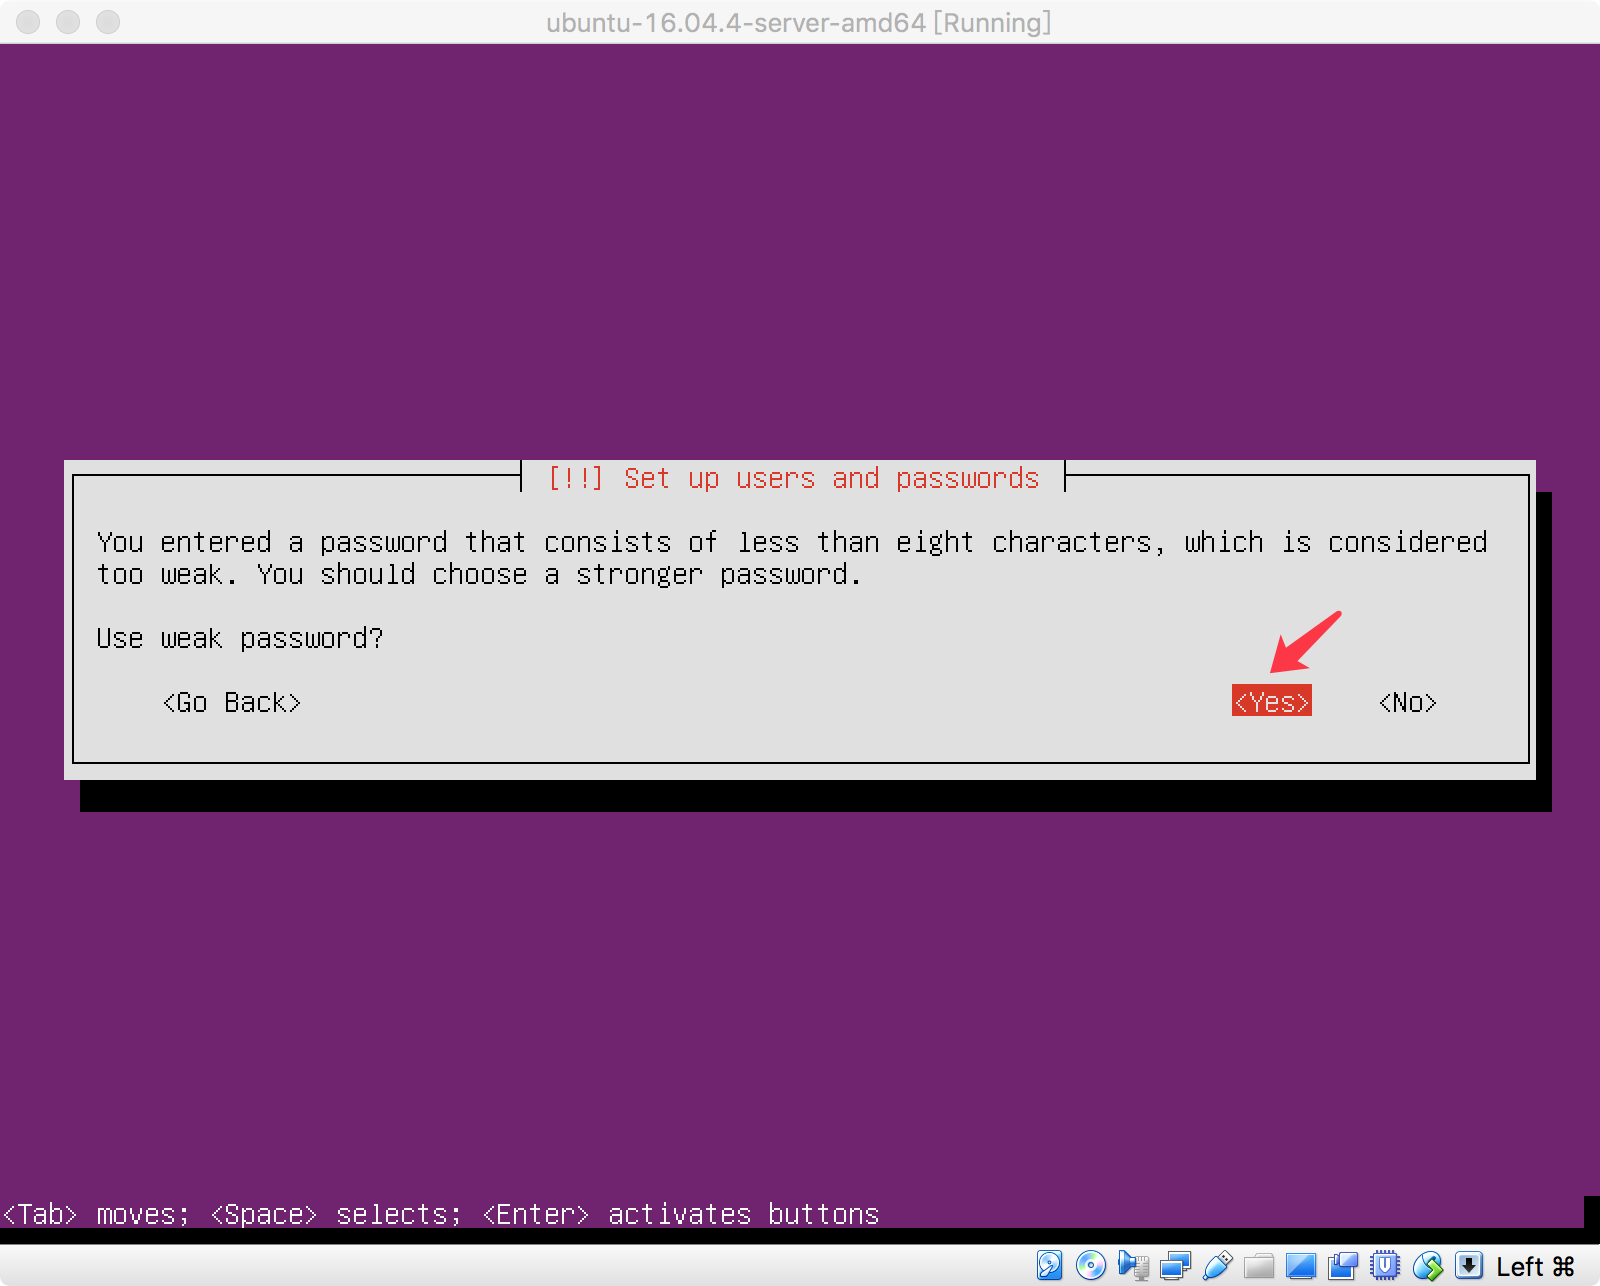 ubuntu-16.04.4-server-amd64 [Running]
[!!] Set up users and passwords
You entered a password that consists of less than eight characters, which is considered
too weak. You should choose a stronger password.
Use weak password?
<Go Back> <Yes> <No>
<Tab> moves; <Space> selects; <Enter> activates buttons
Left ⌘